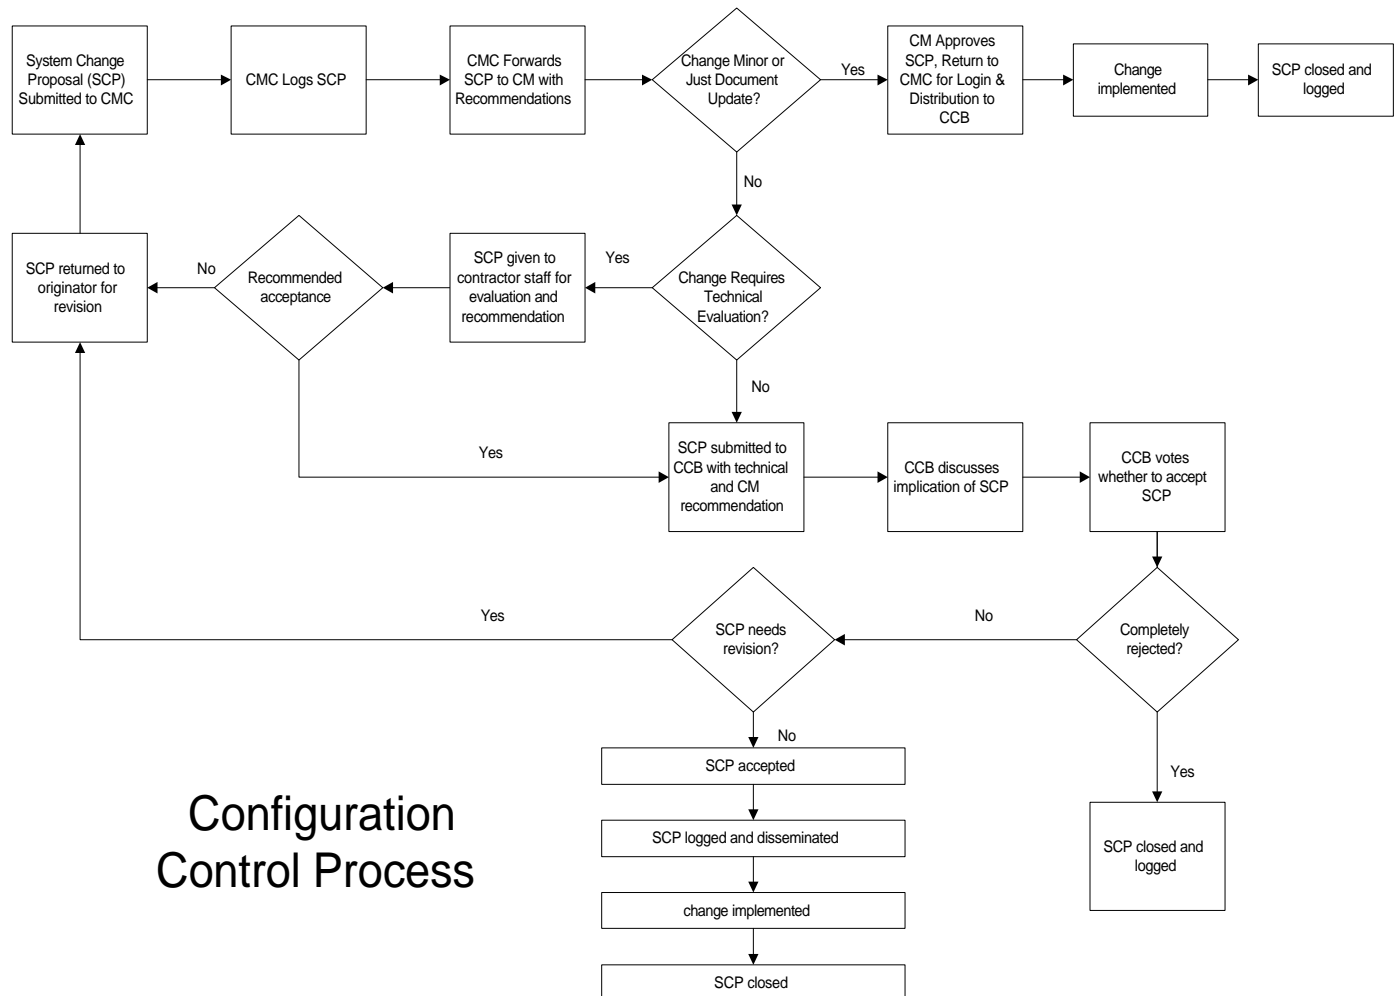 System Change
Proposal (SCP)
Submitted to CMC
CMC Logs SCP
CMC Forwards
SCP to CM with
Recommendations
Change Minor or
Just Document
Update?
Yes
CM Approves
SCP, Return to
CMC for Login &
Distribution to
CCB
Change
implemented
SCP closed and
logged
No
SCP returned to
originator for
revision
No
Recommended
acceptance
SCP given to
contractor staff for
evaluation and
recommendation
Yes
Change Requires
Technical
Evaluation?
No
Yes
SCP submitted to
CCB with technical
and CM
recommendation
CCB discusses
implication of SCP
CCB votes
whether to accept
SCP
Yes
SCP needs
revision?
No
Completely
rejected?
No
SCP accepted
Yes
SCP logged and disseminated
SCP closed and
logged
change implemented
SCP closed
Configuration
Control Process